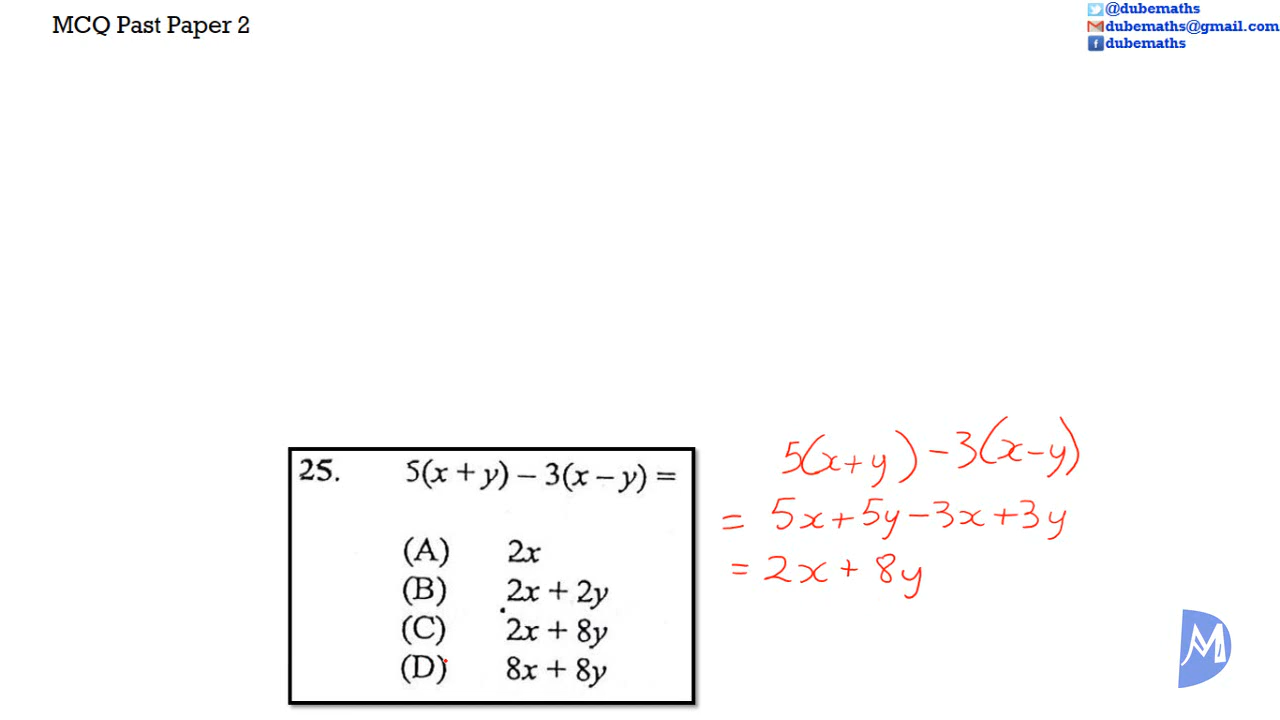 MCQ Past Paper 2
@dubemaths
dubemaths@gmail.com
dubemaths
25. 5(x + y) – 3(x – y) =
(A) 2x
(B) 2x + 2y
(C) 2x + 8y
(D) 8x + 8y
5(x+y) - 3(x-y)
= 5x+5y-3x+3y
= 2x + 8y
M